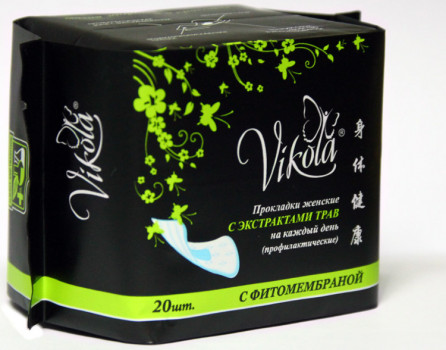 Vikola®
Vikola®
Прокладки женские
С ЭКСТРАКТАМИ ТРАВ
на каждый день
(профилактические)
身
体
健
康
20шт.
С ФИТОМЕМБРАНОЙ